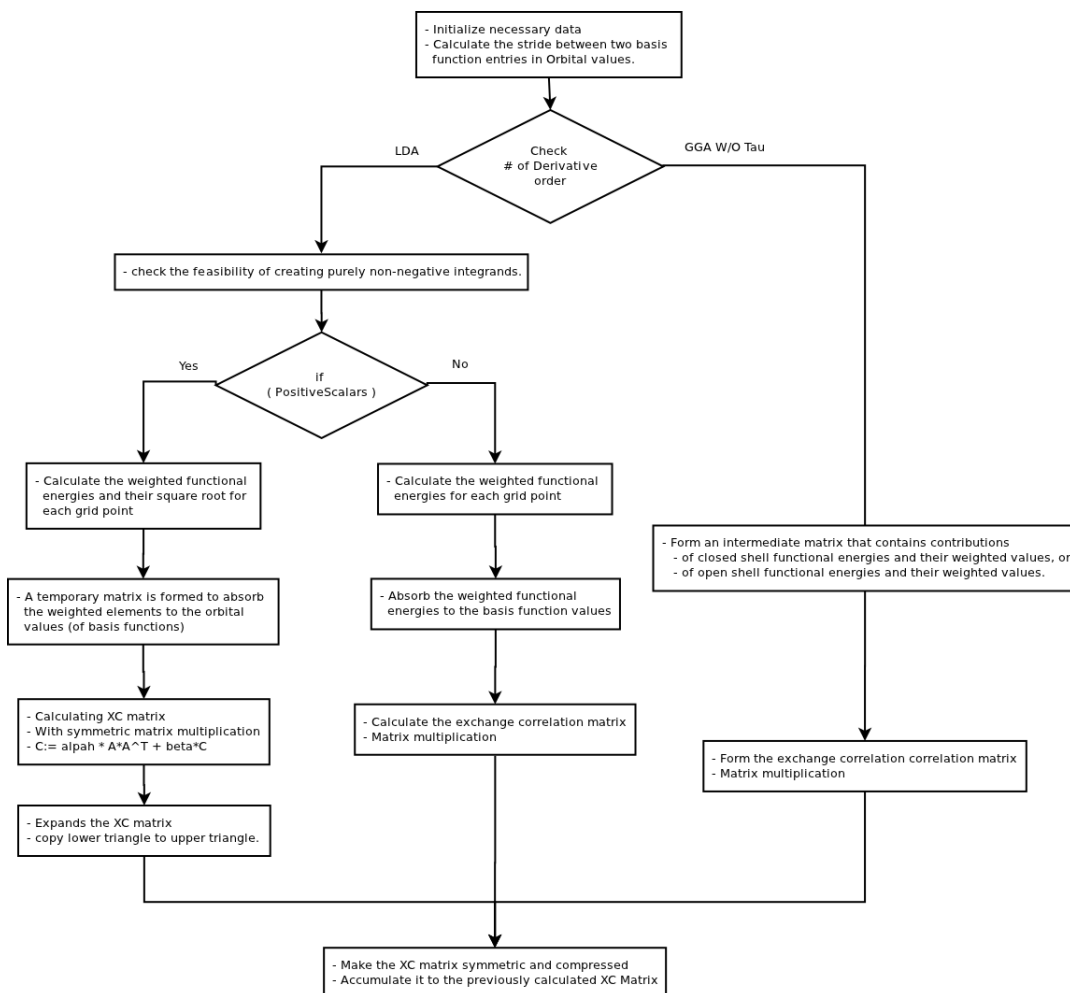 - Initialize necessary data
- Calculate the stride between two basis
function entries in Orbital values.
Check
# of Derivative
order
LDA
GGA W/O Tau
- check the feasibility of creating purely non-negative integrands.
if
( PositiveScalars )
Yes
No
- Calculate the weighted functional
energies and their square root for
each grid point
- Calculate the weighted functional
energies for each grid point
- Form an intermediate matrix that contains contributions
- of closed shell functional energies and their weighted values, or
- of open shell functional energies and their weighted values.
- A temporary matrix is formed to absorb
the weighted elements to the orbital
values (of basis functions)
- Absorb the weighted functional
energies to the basis function values
- Calculating XC matrix
- With symmetric matrix multiplication
- C:= alpah * A*A^T + beta*C
- Calculate the exchange correlation matrix
- Matrix multiplication
- Form the exchange correlation correlation matrix
- Matrix multiplication
- Expands the XC matrix
- copy lower triangle to upper triangle.
- Make the XC matrix symmetric and compressed
- Accumulate it to the previously calculated XC Matrix